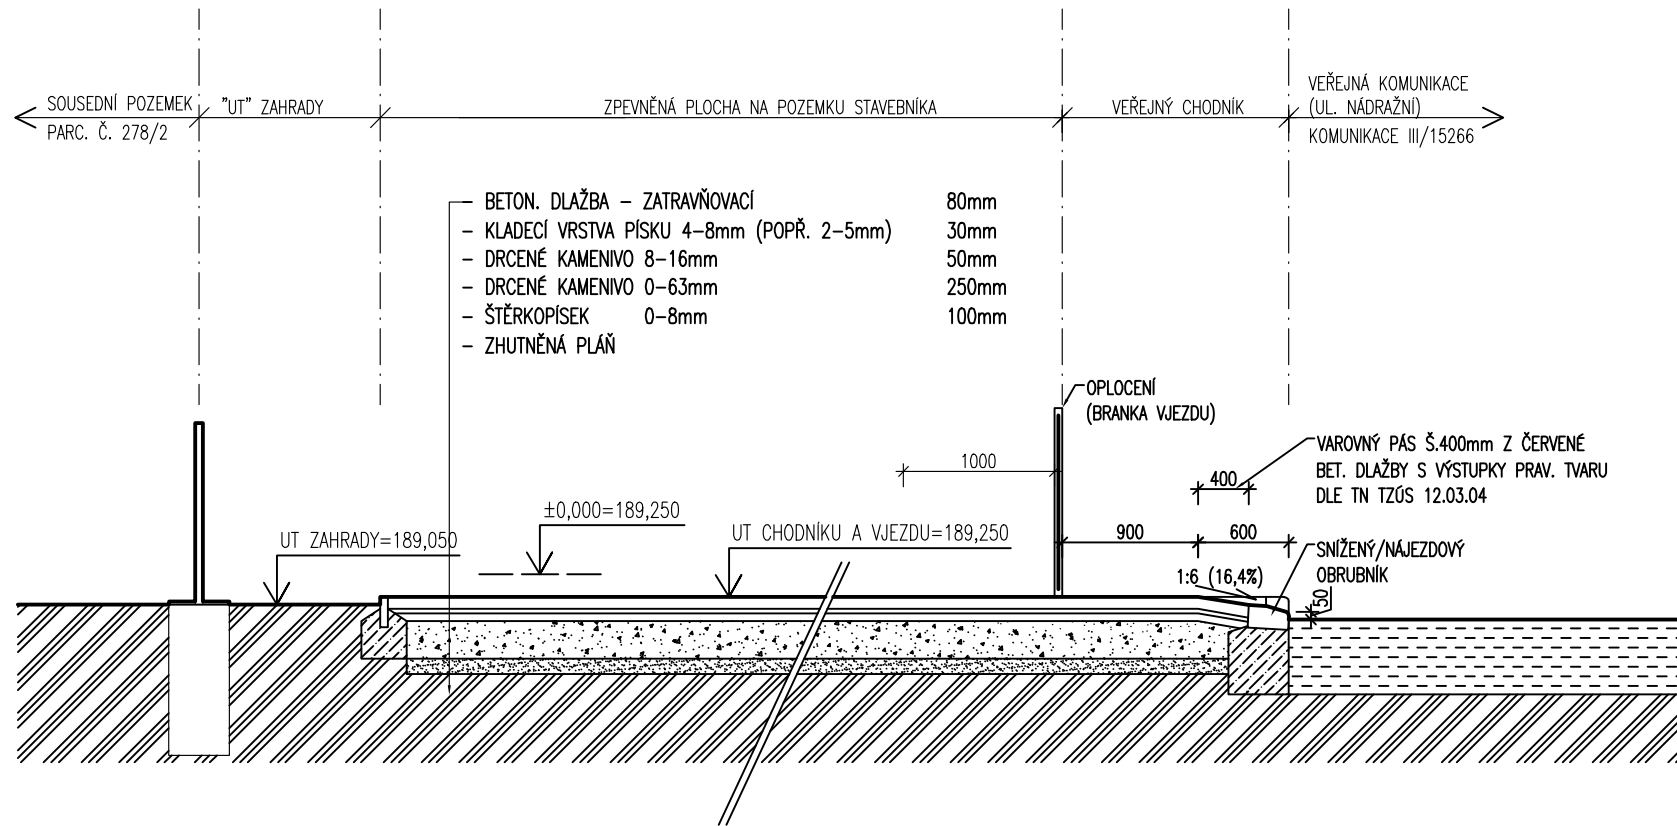 SOUSEDNÍ POZEMEK
PARC. Č. 278/2
"UT" ZAHRADY
ZPEVNĚNÁ PLOCHA NA POZEMKU STAVEBNÍKA
VEŘEJNÝ CHODNÍK
VEŘEJNÁ KOMUNIKACE
(UL. NÁDRAŽNÍ)
KOMUNIKACE III/15266
- BETON. DLAŽBA - ZATRAVŇOVACÍ 80mm
- KLADECÍ VRSTVA PÍSKU 4-8mm (POPŘ. 2-5mm) 30mm
- DRCENÉ KAMENIVO 8-16mm 50mm
- DRCENÉ KAMENIVO 0-63mm 250mm
- ŠTĚRKOPÍSEK 0-8mm 100mm
- ZHUTNĚNÁ PLÁŇ
OPLOCENÍ
(BRANKA VJEZDU)
VAROVNÝ PÁS Š.400mm Z ČERVENÉ
BET. DLAŽBY S VÝSTUPKY PRAV. TVARU
DLE TN TZÚS 12.03.04
1000
400
±0,000=189,250
UT ZAHRADY=189,050
UT CHODNÍKU A VJEZDU=189,250
900
600
SNÍŽENÝ/NÁJEZDOVÝ
OBRUBNÍK
1:6 (16,4%)
50